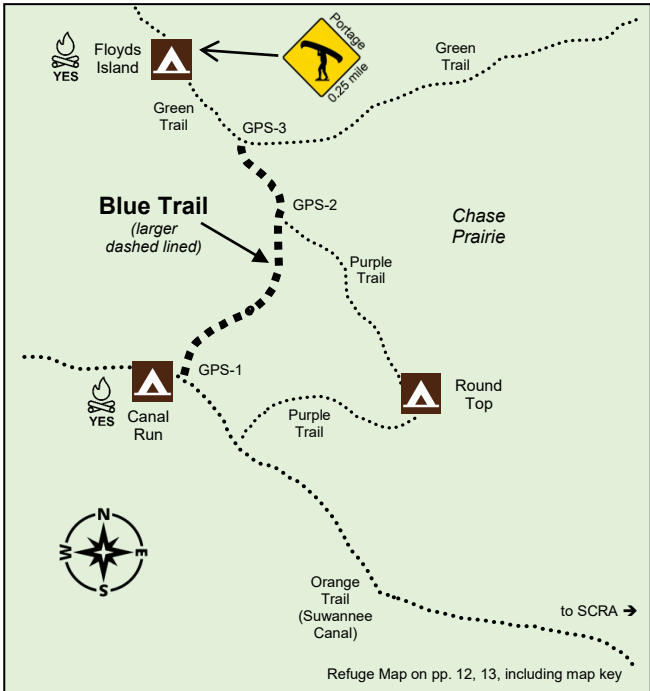 YES
Floyds
Island
Portage
0.25 mile
Green
Trail
Green
Trail
GPS-3
GPS-2
Blue Trail
(larger
dashed lined)
Chase
Prairie
Purple
Trail
GPS-1
YES
Canal
Run
Purple
Trail
Round
Top
N
W
E
S
Orange
Trail
(Suwannee
Canal)
to SCRA →
Refuge Map on pp. 12, 13, including map key